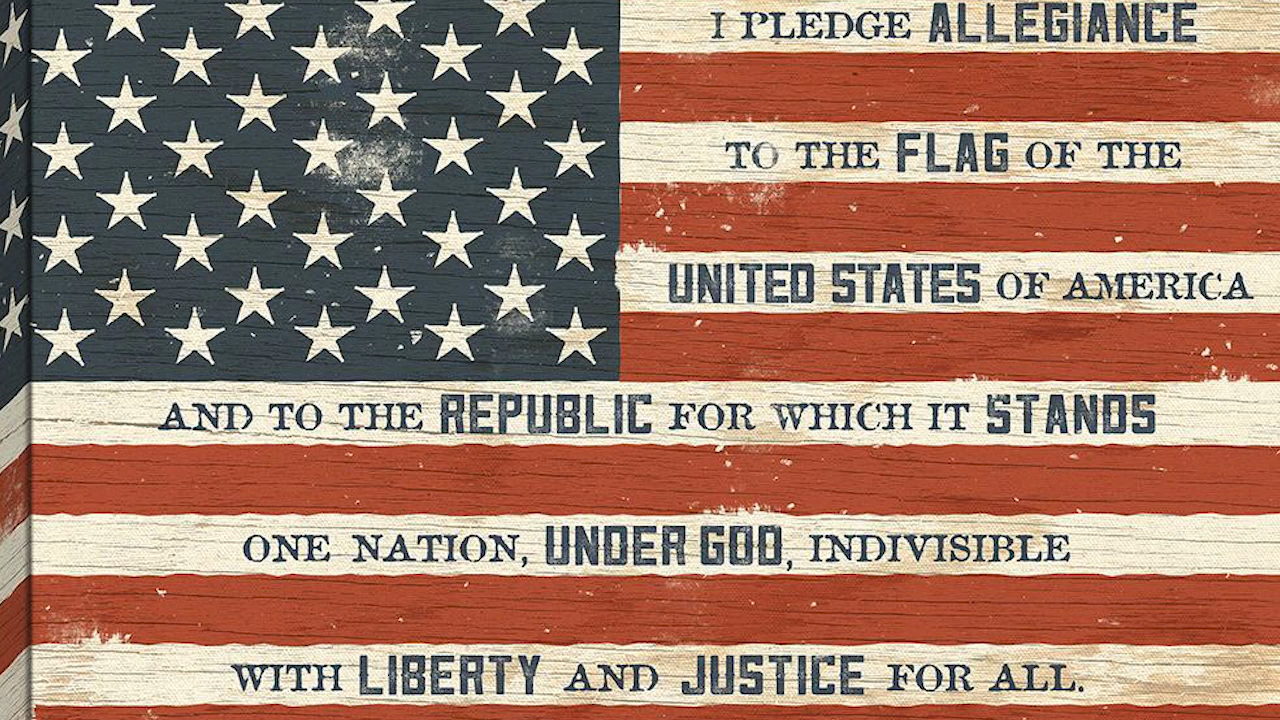 I PLEDGE ALLEGIANCE
TO THE FLAG OF THE
UNITED STATES OF AMERICA
AND TO THE REPUBLIC FOR WHICH IT STANDS
ONE NATION, UNDER GOD, INDIVISIBLE
WITH LIBERTY AND JUSTICE FOR ALL.